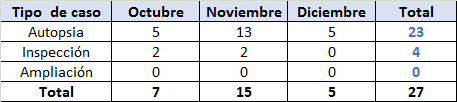 Tipo de caso Octubre Noviembre Diciembre Total
Autopsia 5 13 5 23
Inspección 2 2 0 4
Ampliación 0 0 0 0
Total 7 15 5 27